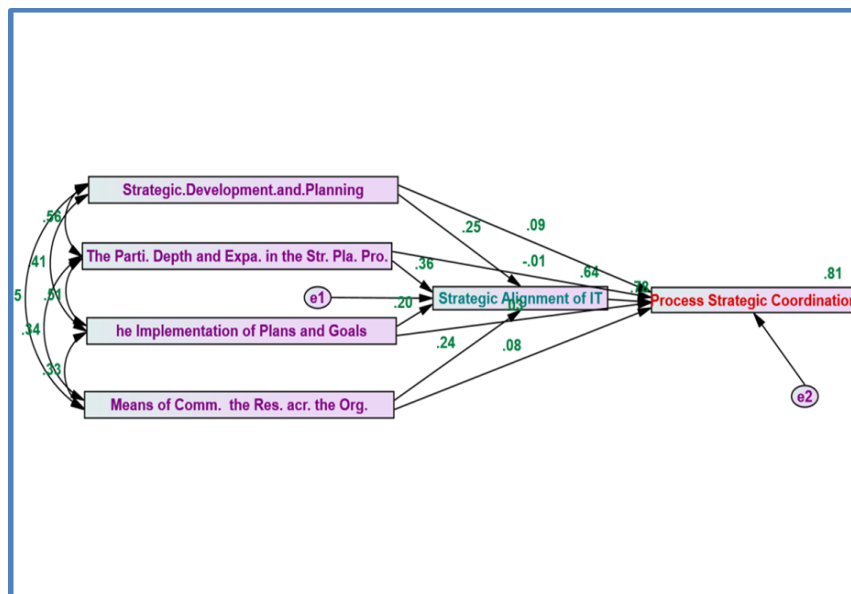 Strategic.Development.and.Planning
.56
.09
.25
The Parti. Depth and Expa. in the Str. Pla. Pro.
-.01
41
.36
.64
.81
5
.51
e1
.20
Strategic Alignment of IT
Process Strategic Coordination
.34
he Implementation of Plans and Goals
.24
.08
.33
Means of Comm. the Res. acr. the Org.
e2